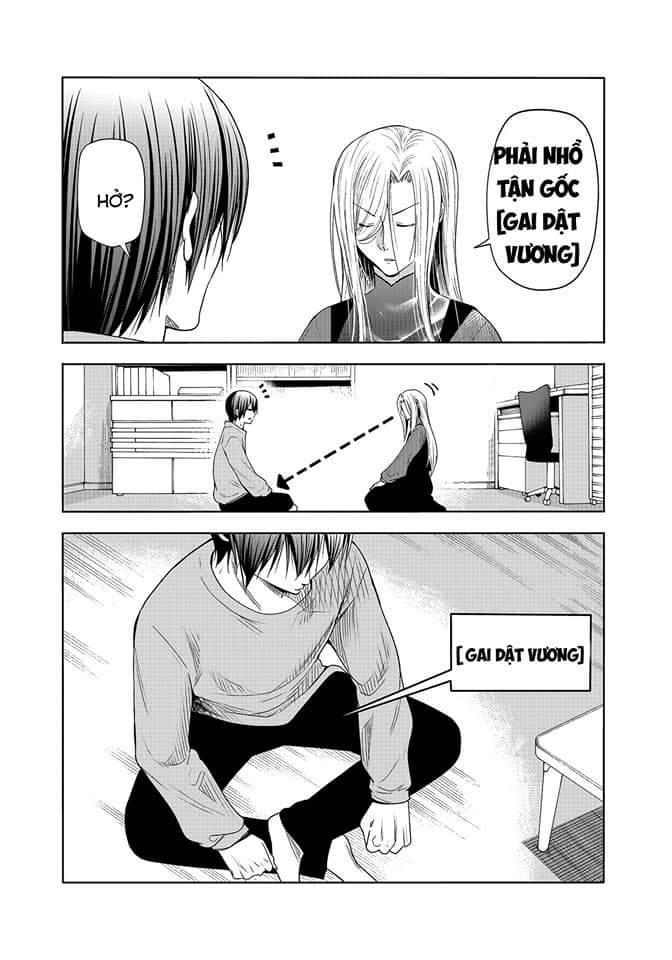 PHẢI NHỔ
TẬN GỐC
[GAI DẬT
VƯƠNG]
HỞ?
[GAI DẬT VƯƠNG]